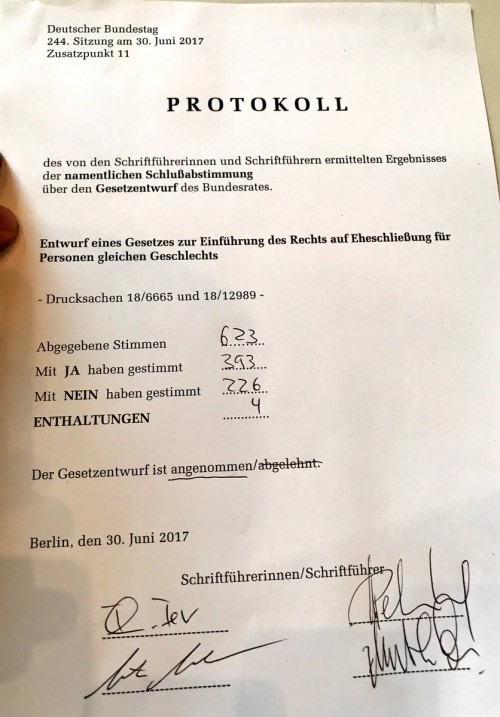 Deutscher Bundestag
244. Sitzung am 30. Juni 2017
Zusatzpunkt 11
PROTOKOLL
des von den Schriftführerinnen und Schriftführern ermittelten Ergebnisses
der namentlichen Schlußabstimmung
über den Gesetzentwurf des Bundesrates.
Entwurf eines Gesetzes zur Einführung des Rechts auf Eheschließung für
Personen gleichen Geschlechts
- Drucksachen 18/6665 und 18/12989 -
Abgegebene Stimmen 623
Mit JA haben gestimmt 393
Mit NEIN haben gestimmt 226
ENTHALTUNGEN 4
Der Gesetzentwurf ist angenommen/abgelehnt.
Berlin, den 30. Juni 2017
Schriftführerinnen/Schriftführer